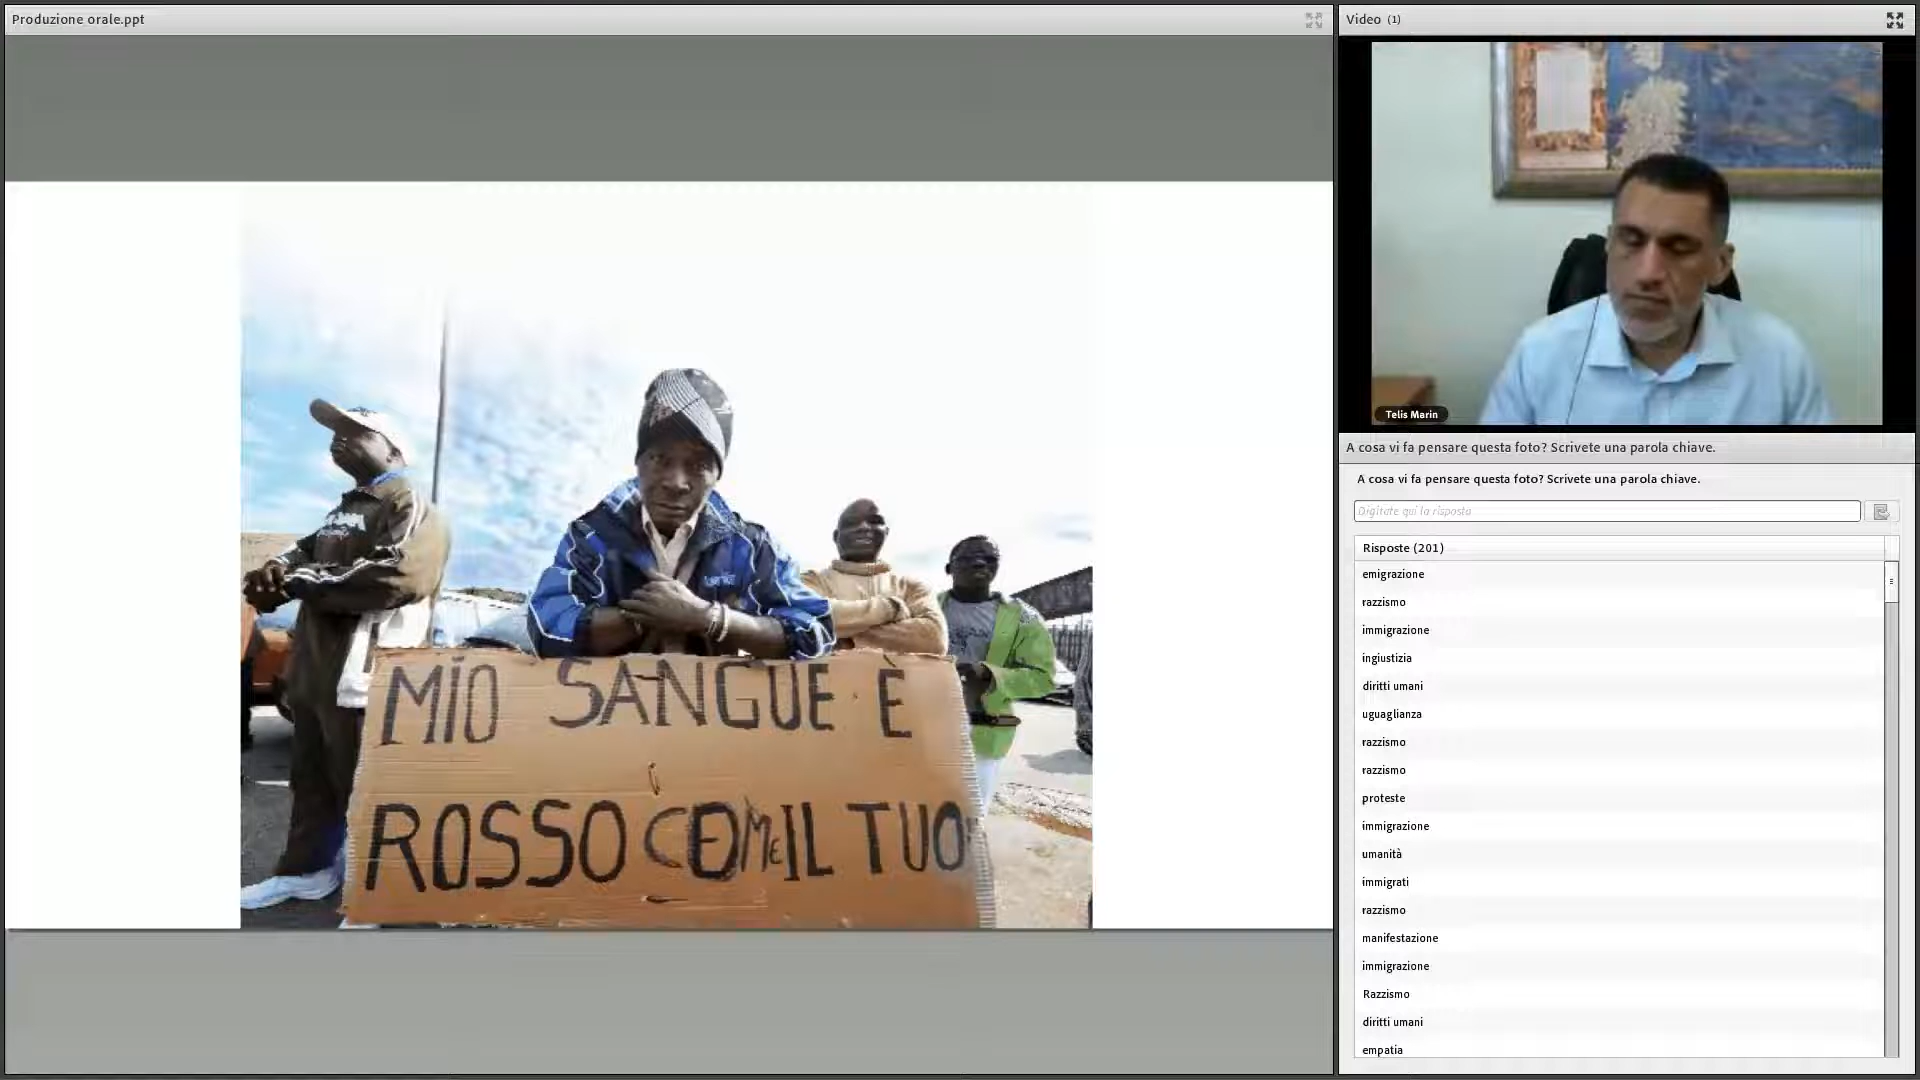 Produzione orale.ppt
MIO SANGUE È
ROSSO COME IL TUO
Video (1)
Telis Marin
A cosa vi fa pensare questa foto? Scrivete una parola chiave.
A cosa vi fa pensare questa foto? Scrivete una parola chiave.
Digitate qui la risposta
Risposte (201)
emigrazione
razzismo
immigrazione
ingiustizia
diritti umani
uguaglianza
razzismo
razzismo
proteste
immigrazione
umanità
immigrati
razzismo
manifestazione
immigrazione
Razzismo
diritti umani
empatia